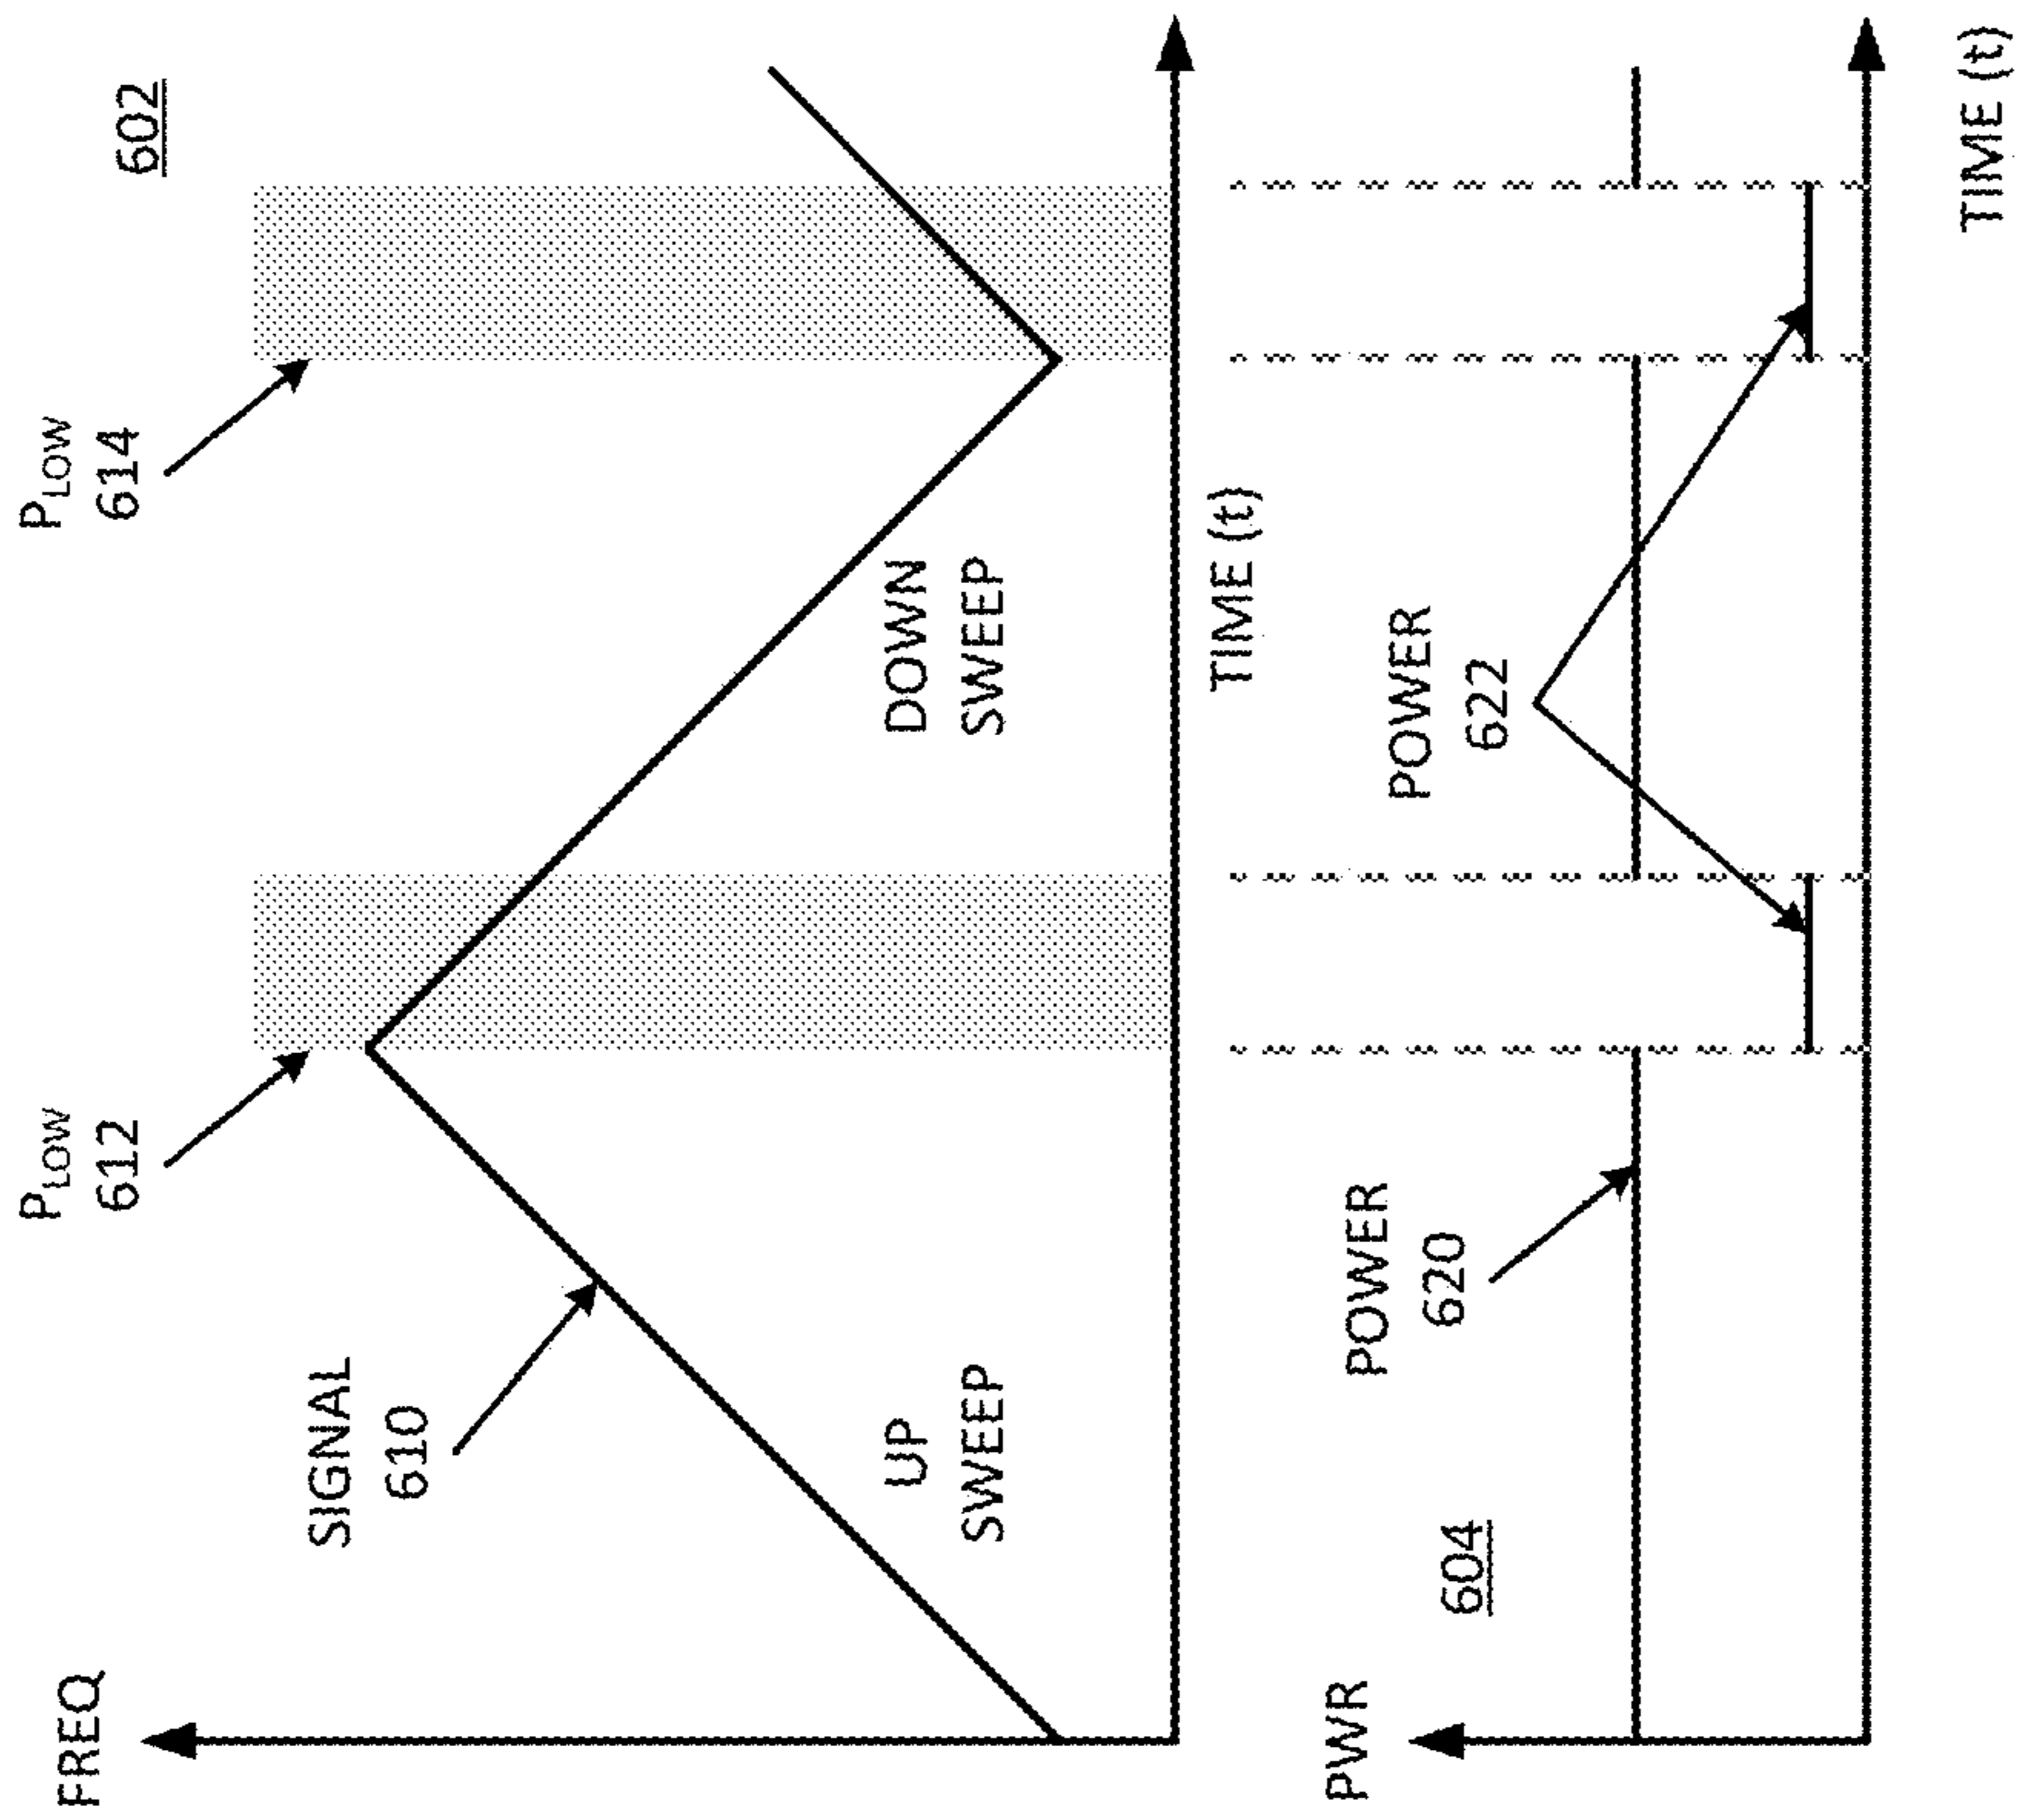 FREQ
SIGNAL
610
P_LOW
612
P_LOW
614
602
UP
SWEEP
DOWN
SWEEP
TIME (t)
PWR
604
POWER
620
POWER
622
TIME (t)